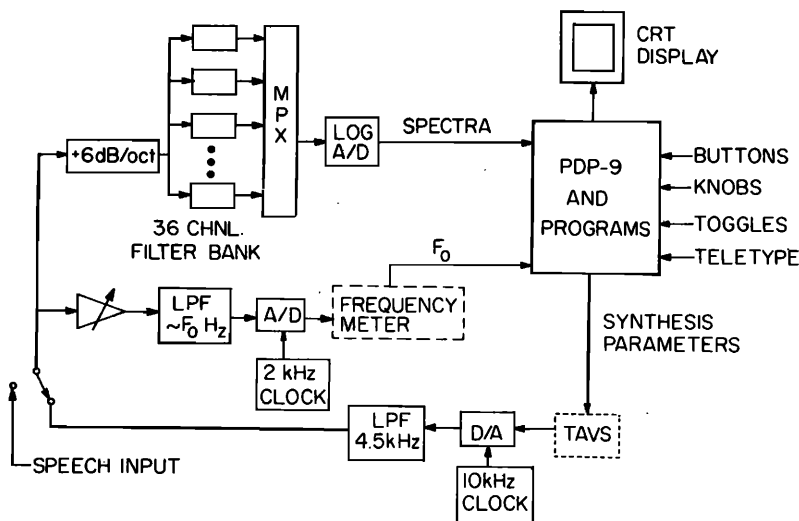 CRT
DISPLAY
+6dB/oct
MPX
LOG
A/D
SPECTRA
36 CHNL.
FILTER BANK
PDP-9
AND
PROGRAMS
BUTTONS
KNOBS
TOGGLES
TELETYPE
F₀
LPF
~F₀ Hz
A/D
FREQUENCY
METER
2 kHz
CLOCK
SYNTHESIS
PARAMETERS
LPF
4.5kHz
D/A
TAVS
10kHz
CLOCK
SPEECH INPUT